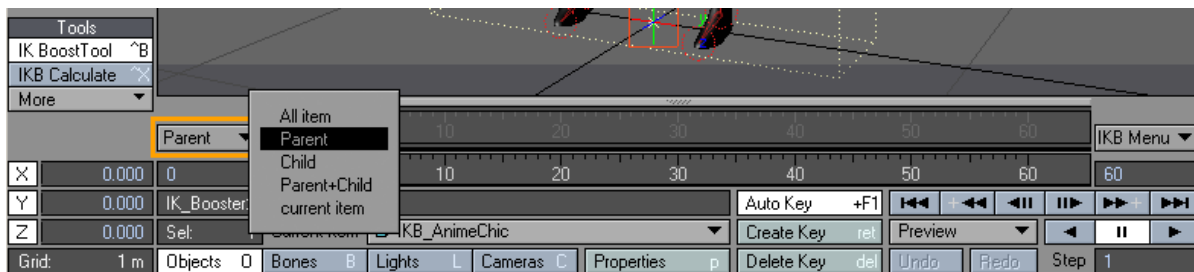 Tools
IK BoostTool ^B
IKB Calculate ^X
More
All item
Parent
Child
Parent+Child
current item
Parent 10 20 30 40 50 60 IKB Menu
X 0.000 0 10 20 30 40 50 60 60
Y 0.000 IK_Booster Auto Key +F1
Z 0.000 Sel: Current Item IKB_AnimeChic Create Key ret Preview
Grid: 1 m Objects O Bones B Lights L Cameras C Properties p Delete Key del Undo Redo Step 1